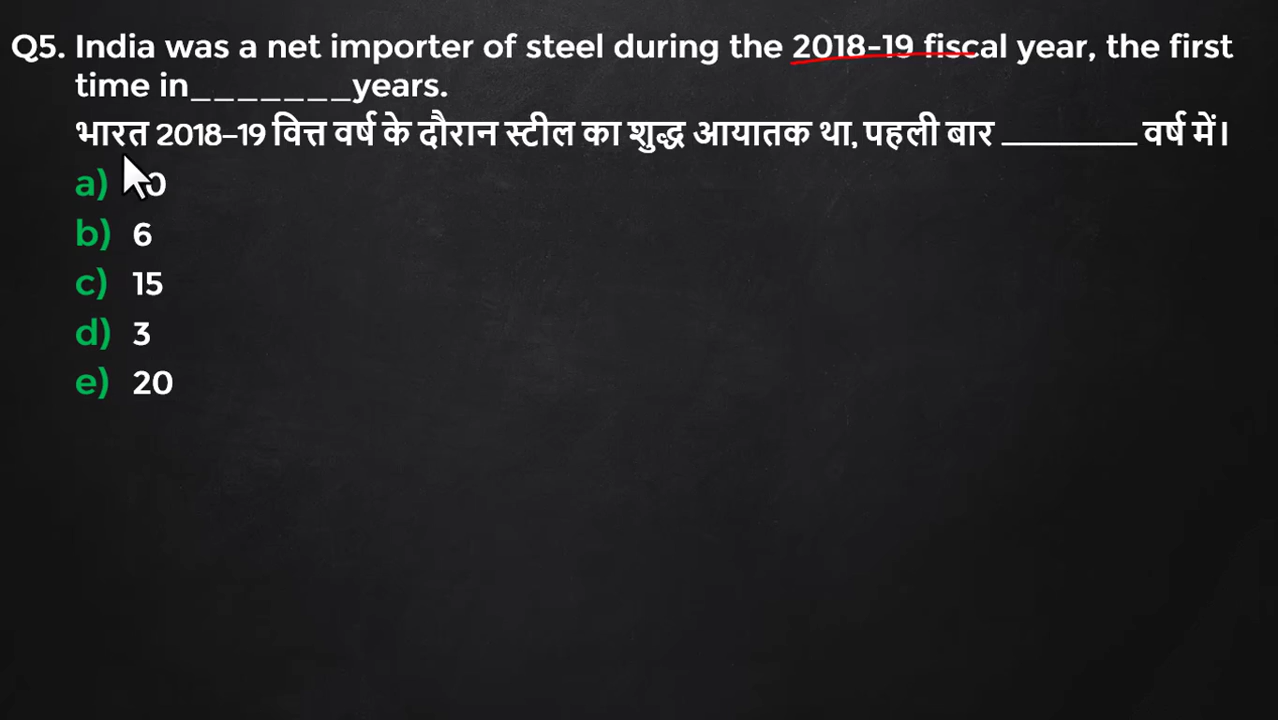 Q5. India was a net importer of steel during the 2018-19 fiscal year, the first
time in_______years.
भारत 2018-19 वित्त वर्ष के दौरान स्टील का शुद्ध आयातक था, पहली बार ________ वर्ष में।
a)
b) 6
c) 15
d) 3
e) 20